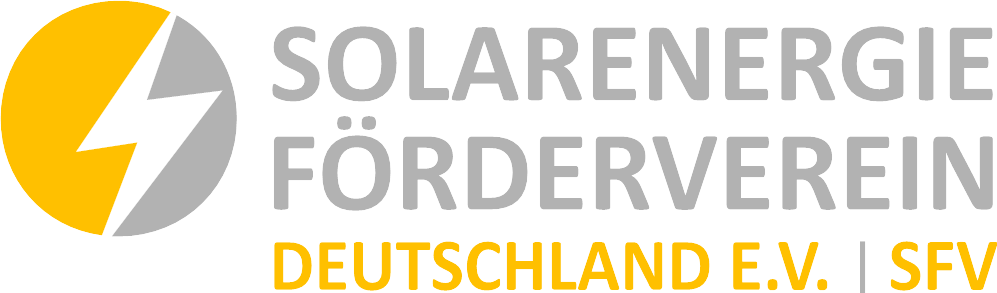 SOLARENERGIE
FÖRDERVEREIN
DEUTSCHLAND E.V. | SFV